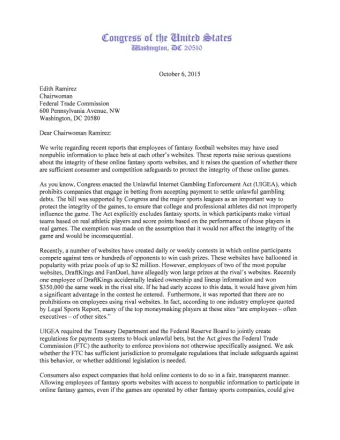 Congress of the United States
Washington, DC 20510
October 6, 2015
Edith Ramirez
Chairwoman
Federal Trade Commission
600 Pennsylvania Avenue, NW
Washington, DC 20580
Dear Chairwoman Ramirez:
We write regarding recent reports that employees of fantasy football websites may have used
nonpublic information to place bets at each other's websites. These reports raise serious questions
about the integrity of these online fantasy sports websites, and it raises the question of whether there
are sufficient consumer and competition safeguards to protect the integrity of these online games.
As you know, Congress enacted the Unlawful Internet Gambling Enforcement Act (UIGEA), which
prohibits companies that engage in betting from accepting payment to settle unlawful gambling
debts. The bill was supported by Congress and the major sports leagues as an important way to
protect the integrity of the games, to ensure that college and professional athletes did not improperly
influence the game. The Act explicitly excludes fantasy sports, in which participants make virtual
teams based on real athletic players and score points based on the performance of those players in
real games. The exemption was made on the assumption that it would not affect the integrity of the
game and would be inconsequential.
Recently, a number of websites have created daily or weekly contests in which online participants
compete against tens or hundreds of opponents to win cash prizes. These websites have ballooned in
popularity with prize pools of up to $2 million. However, employees of two of the most popular
websites, DraftKings and FanDuel, have allegedly won large prizes at the rival's websites. Recently
one employee of DraftKings accidentally leaked ownership and lineup information and won
$350,000 the same week in the rival site. If he had early access to this data, it would have given him
a significant advantage in the contest he entered. Furthermore, it was reported that there are no
prohibitions on employees using rival websites. In fact, according to one industry employee quoted
by Legal Sports Report, many of the top moneymaking players at these sites "are employees – often
executives – of other sites."
UIGEA required the Treasury Department and the Federal Reserve Board to jointly create
regulations for payments systems to block unlawful bets, but the Act gives the Federal Trade
Commission (FTC) the authority to enforce provisions not otherwise specifically assigned. We ask
whether the FTC has sufficient jurisdiction to promulgate regulations that include safeguards against
this behavior, or whether additional legislation is needed.
Consumers also expect companies that hold online contests to do so in a fair, transparent manner.
Allowing employees of fantasy sports websites with access to nonpublic information to participate in
online fantasy games, even if the games are operated by other fantasy sports companies, could give